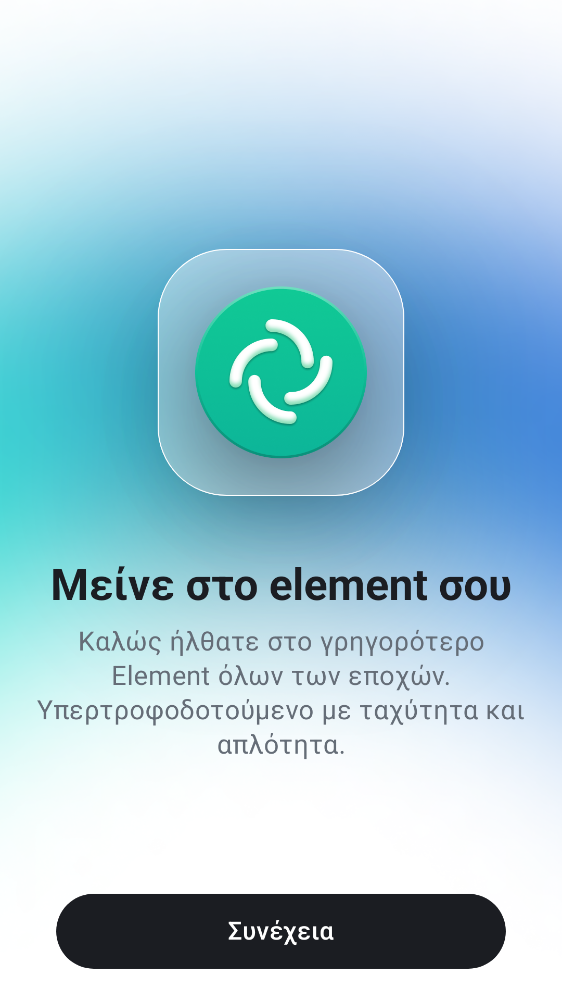 Μείνε στο element σου
Καλώς ήλθατε στο γρηγορότερο
Element όλων των εποχών.
Υπερτροφοδοτούμενο με ταχύτητα και
απλότητα.
Συνέχεια